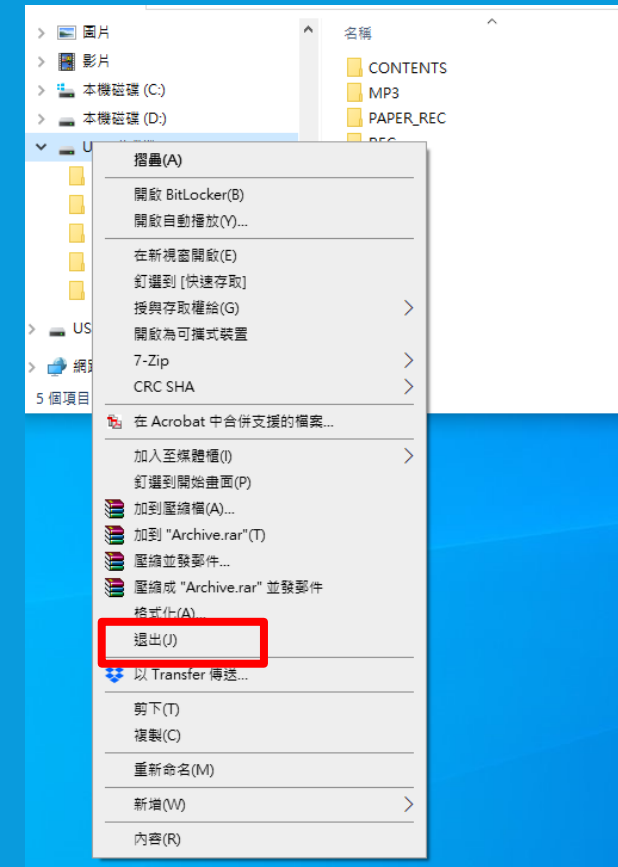 圖片
影片
本機磁碟 (C:)
本機磁碟 (D:)
US
網
5 個項目
名稱
CONTENTS
MP3
PAPER_REC
摺疊(A)
開啟 BitLocker(B)
開啟自動播放(Y)...
在新視窗開啟(E)
釘選到 [快速存取]
授與存取權給(G)
開啟為可攜式裝置
7-Zip
CRC SHA
在 Acrobat 中合併支援的檔案...
加入至媒體櫃(I)
釘選到開始畫面(P)
加到壓縮檔(A)...
加到 "Archive.rar"(T)
壓縮並發郵件...
壓縮成 "Archive.rar" 並發郵件
格式化(A)...
退出(J)
以 Transfer 傳送...
剪下(T)
複製(C)
重新命名(M)
新增(W)
內容(R)